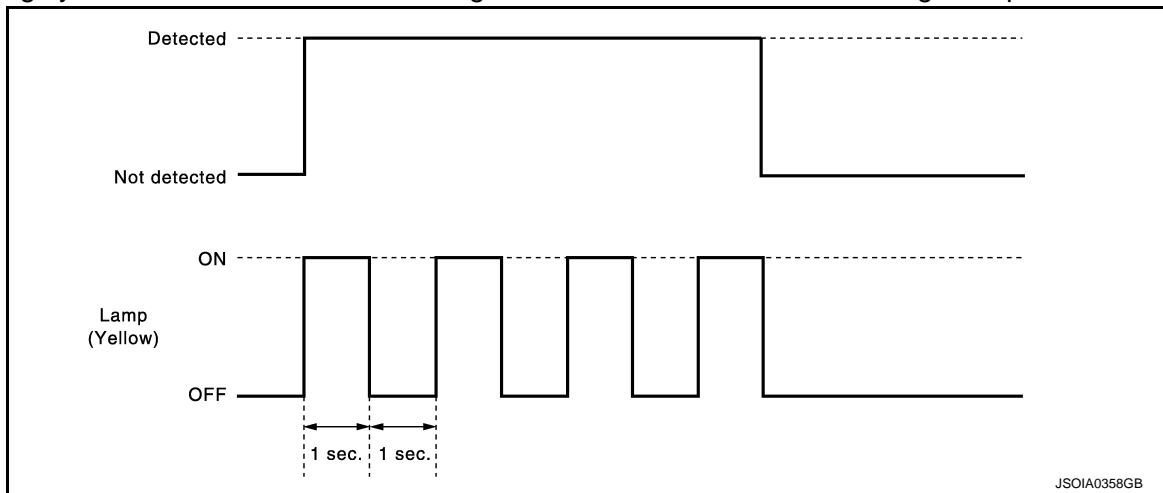 Detected
Not detected
ON
Lamp
(Yellow)
OFF
1 sec. 1 sec.
JSOIA0358GB